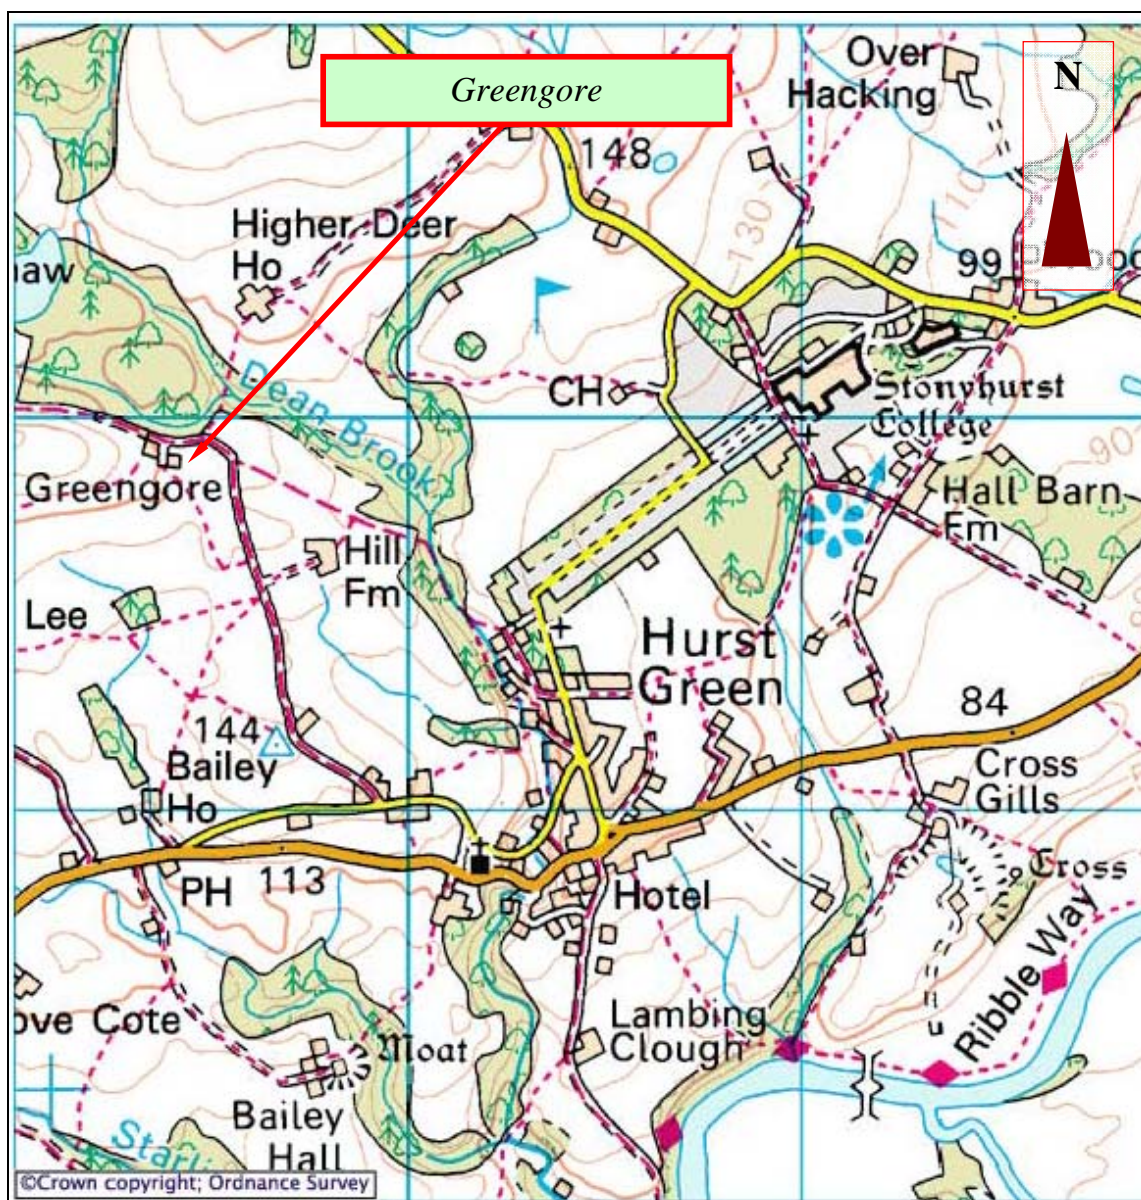 Over
Hacking
N
Greengore
148
Higher Deer
Ho
130
110
99
Dean Brook
CH
Stonyhurst
College
90
Greengore
Hall Barn
Fm
Hill
Fm
Lee
Hurst
Green
84
144
Bailey
Ho
Cross
Gills
PH
113
Hotel
Cross
Ribble Way
ove Cote
Lambing
Clough
Moat
Bailey
Hall
Starli
©Crown copyright; Ordnance Survey